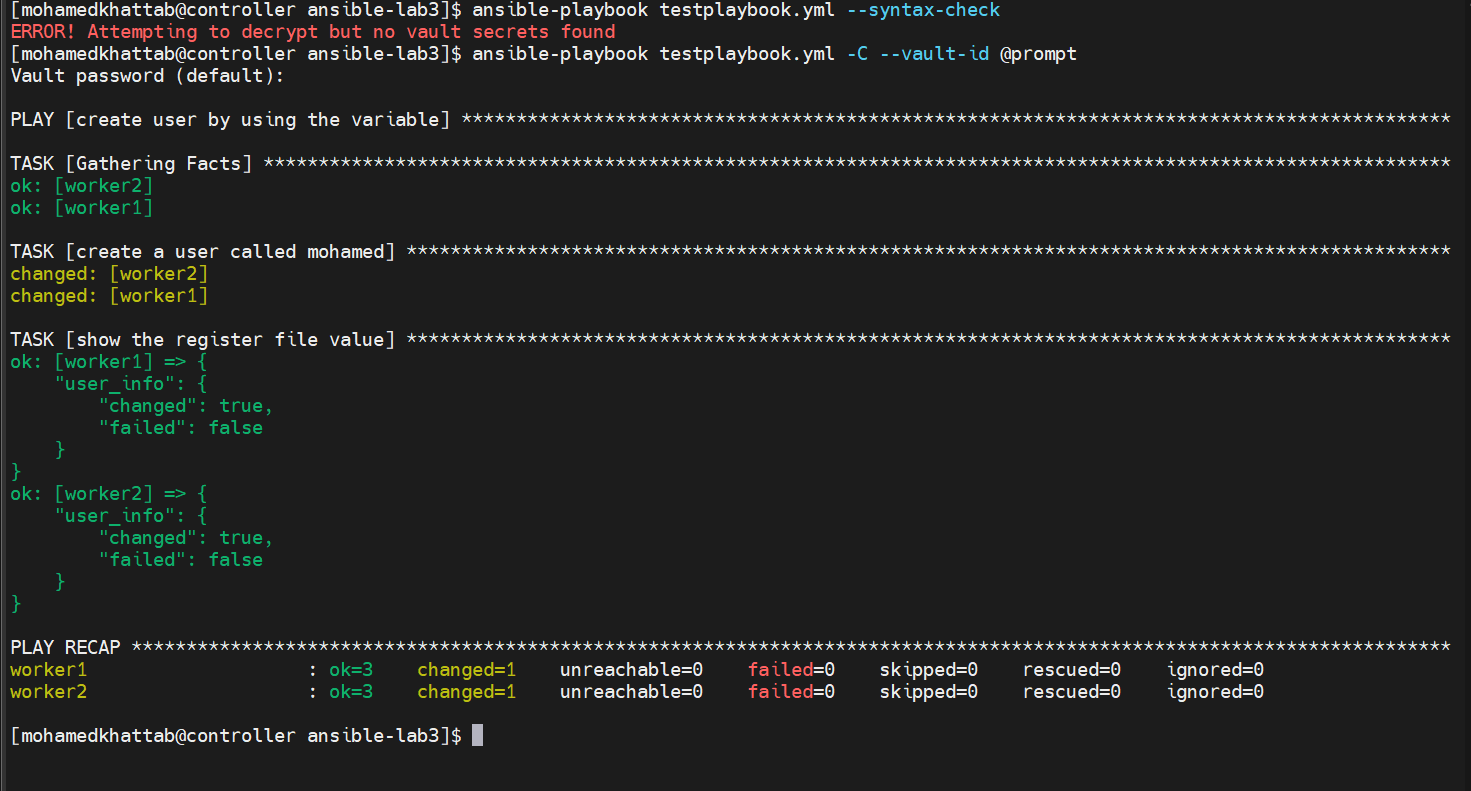 [mohamedkhattab@controller ansible-lab3]$ ansible-playbook testplaybook.yml --syntax-check
ERROR! Attempting to decrypt but no vault secrets found
[mohamedkhattab@controller ansible-lab3]$ ansible-playbook testplaybook.yml -C --vault-id @prompt
Vault password (default):
PLAY [create user by using the variable] ******************************************************************************************
TASK [Gathering Facts] ************************************************************************************************************
ok: [worker2]
ok: [worker1]
TASK [create a user called mohamed] ***********************************************************************************************
changed: [worker2]
changed: [worker1]
TASK [show the register file value] ***********************************************************************************************
ok: [worker1] => {
    "user_info": {
        "changed": true,
        "failed": false
    }
}
ok: [worker2] => {
    "user_info": {
        "changed": true,
        "failed": false
    }
}
PLAY RECAP ************************************************************************************************************************
worker1                    : ok=3    changed=1    unreachable=0    failed=0    skipped=0    rescued=0    ignored=0
worker2                    : ok=3    changed=1    unreachable=0    failed=0    skipped=0    rescued=0    ignored=0
[mohamedkhattab@controller ansible-lab3]$